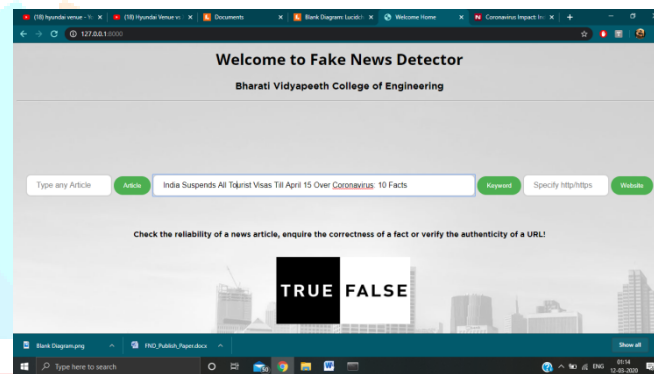 (18) hyundai venue - Yo
(18) Hyundai Venue vs
Documents
Blank Diagram: Lucidch
Welcome Home
Coronavirus Impact: In
127.0.0.1:8000
Welcome to Fake News Detector
Bharati Vidyapeeth College of Engineering
Type any Article
Article
India Suspends All Tourist Visas Till April 15 Over Coronavirus: 10 Facts
Keyword
Specify http/https
Website
Check the reliability of a news article, enquire the correctness of a fact or verify the authenticity of a URL!
TRUE FALSE
Blank Diagram.png
FND_Publish_Paper.docx
Show all
Type here to search
ENG
01:14
12-03-2020